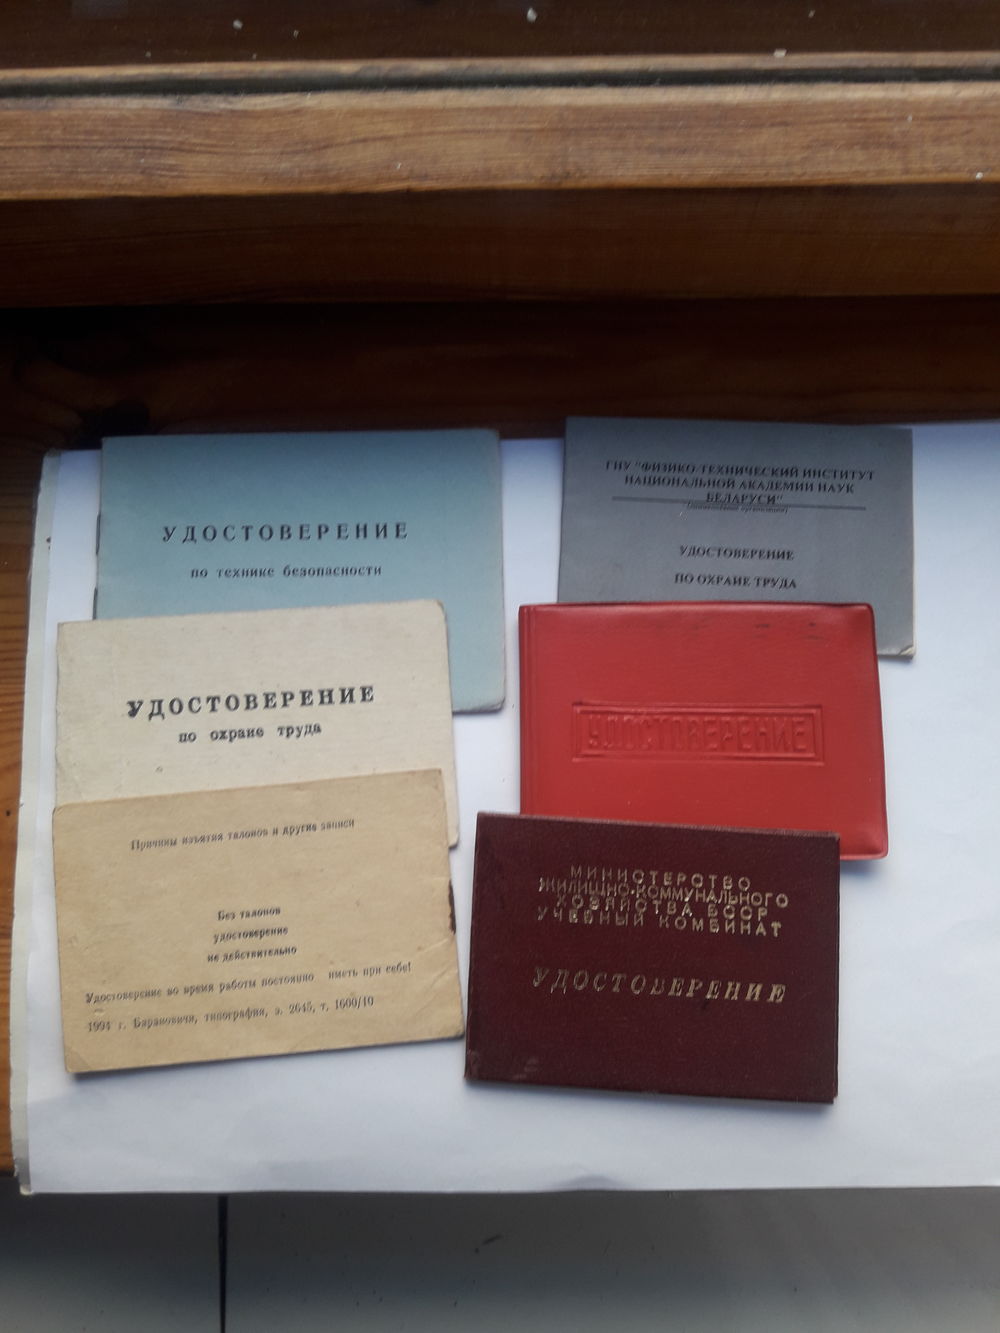 УДОСТОВЕРЕНИЕ
по технике безопасности
ГНУ "ФИЗИКО-ТЕХНИЧЕСКИЙ ИНСТИТУТ
НАЦИОНАЛЬНОЙ АКАДЕМИИ НАУК
БЕЛАРУСИ"
(наименование организации)
УДОСТОВЕРЕНИЕ
ПО ОХРАНЕ ТРУДА
УДОСТОВЕРЕНИЕ
по охране труда
УДОСТОВЕРЕНИЕ
Причины изъятия талонов и другие записи
Без талонов
удостоверение
не действительно
Удостоверение во время работы постоянно иметь при себе!
1994 г. Барановичи, типография, з. 2645, т. 1600/10
МИНИСТЕРСТВО
ЖИЛИЩНО-КОММУНАЛЬНОГО
ХОЗЯЙСТВА БССР
УЧЕБНЫЙ КОМБИНАТ
УДОСТОВЕРЕНИЕ